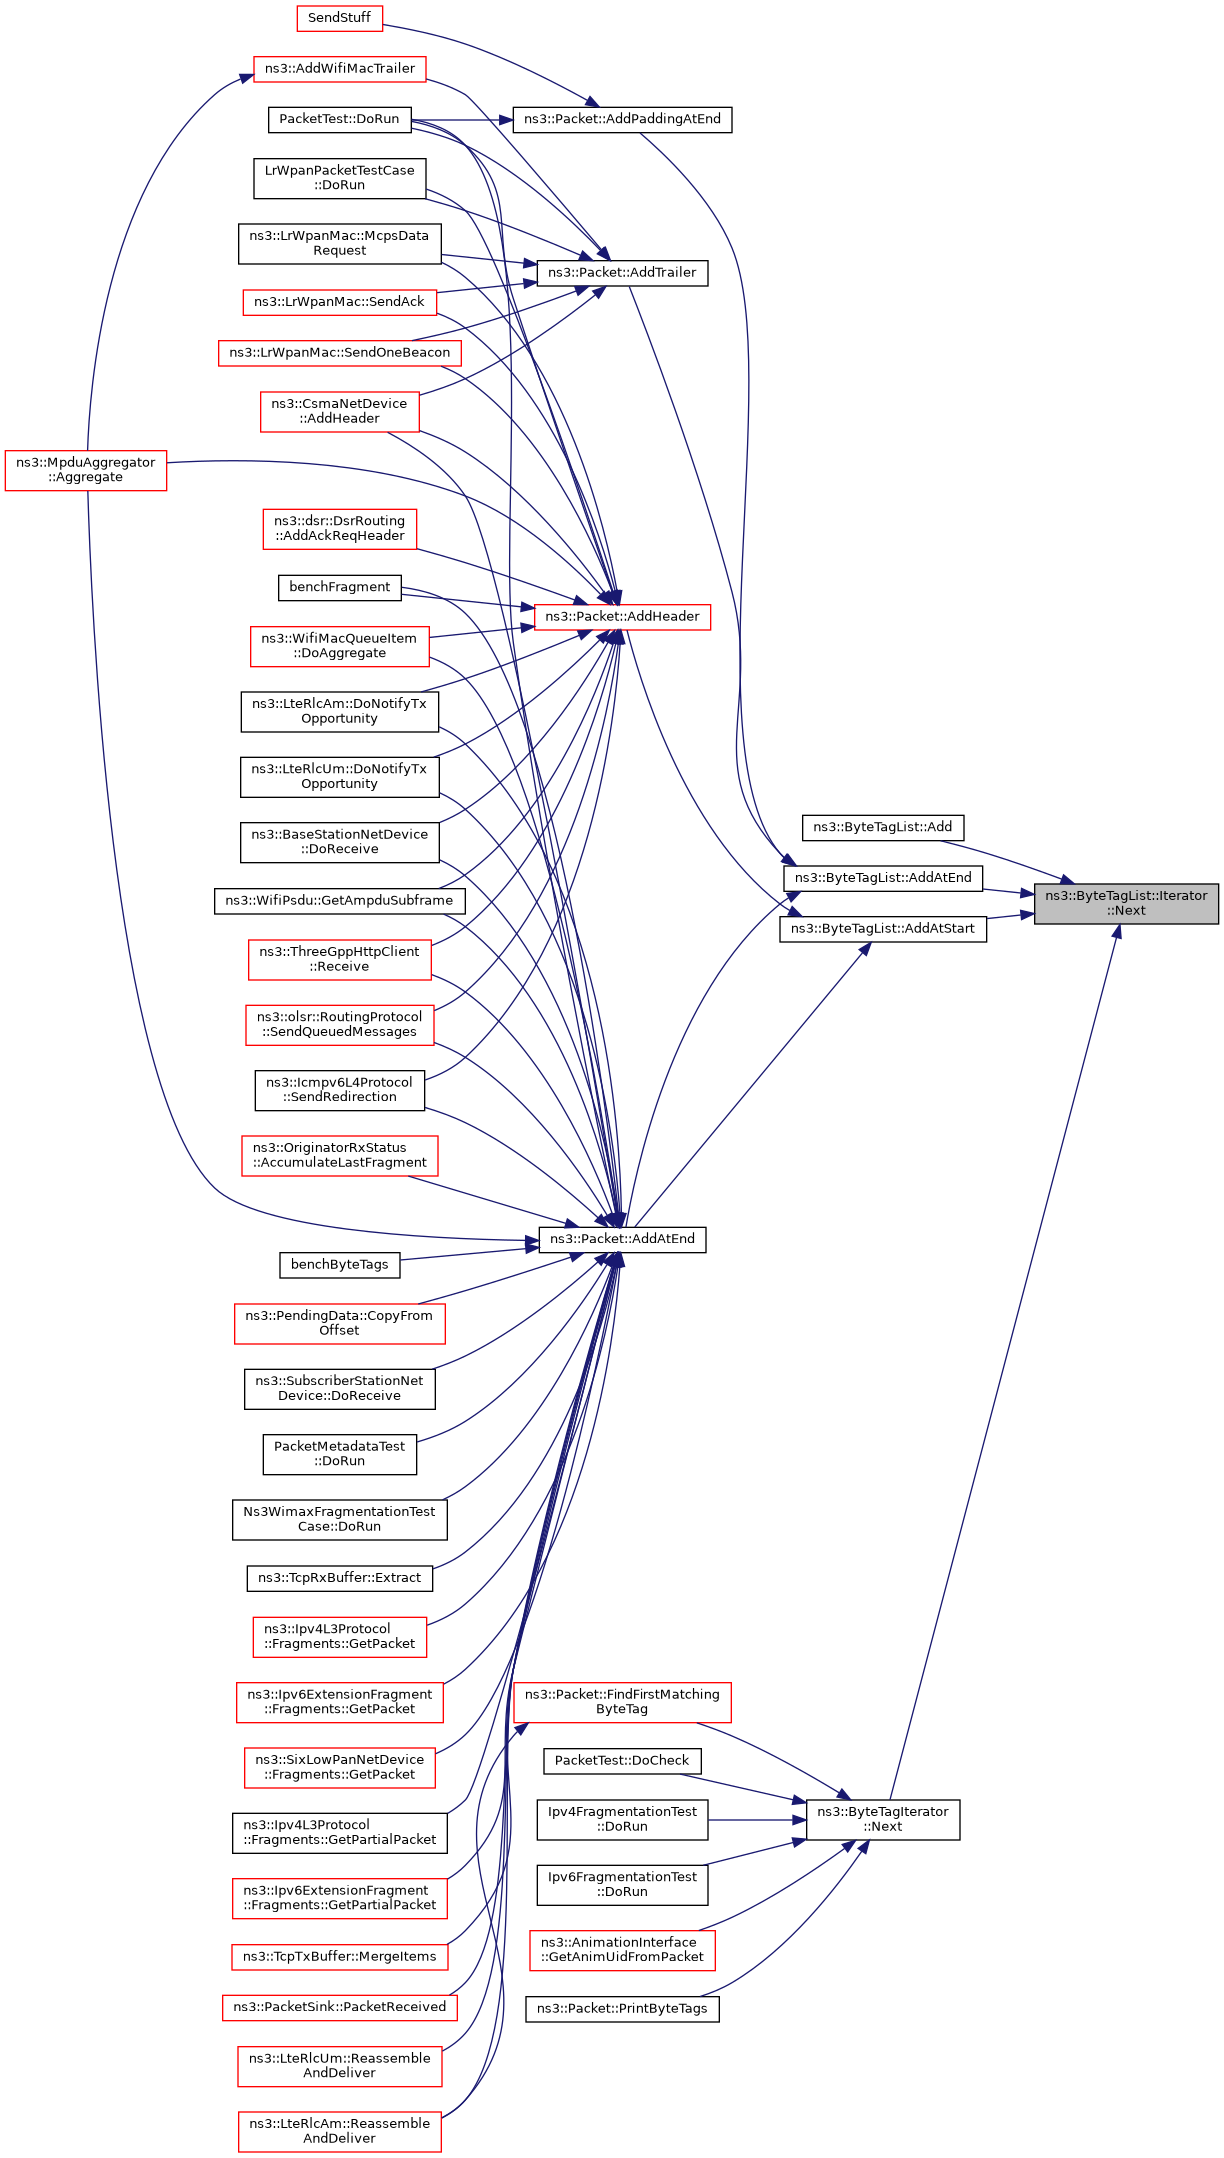 SendStuff
ns3::AddWifiMacTrailer
PacketTest::DoRun
ns3::Packet::AddPaddingAtEnd
LrWpanPacketTestCase
::DoRun
ns3::LrWpanMac::McpsData
Request
ns3::Packet::AddTrailer
ns3::LrWpanMac::SendAck
ns3::LrWpanMac::SendOneBeacon
ns3::CsmaNetDevice
::AddHeader
ns3::MpduAggregator
::Aggregate
ns3::dsr::DsrRouting
::AddAckReqHeader
benchFragment
ns3::Packet::AddHeader
ns3::WifiMacQueueItem
::DoAggregate
ns3::LteRlcAm::DoNotifyTx
Opportunity
ns3::LteRlcUm::DoNotifyTx
Opportunity
ns3::BaseStationNetDevice
::DoReceive
ns3::ByteTagList::Add
ns3::ByteTagList::AddAtEnd
ns3::ByteTagList::Iterator
::Next
ns3::WifiPsdu::GetAmpduSubframe
ns3::ByteTagList::AddAtStart
ns3::ThreeGppHttpClient
::Receive
ns3::olsr::RoutingProtocol
::SendQueuedMessages
ns3::Icmpv6L4Protocol
::SendRedirection
ns3::OriginatorRxStatus
::AccumulateLastFragment
ns3::Packet::AddAtEnd
benchByteTags
ns3::PendingData::CopyFrom
Offset
ns3::SubscriberStationNet
Device::DoReceive
PacketMetadataTest
::DoRun
Ns3WimaxFragmentationTest
Case::DoRun
ns3::TcpRxBuffer::Extract
ns3::Ipv4L3Protocol
::Fragments::GetPacket
ns3::Ipv6ExtensionFragment
::Fragments::GetPacket
ns3::Packet::FindFirstMatching
ByteTag
ns3::SixLowPanNetDevice
::Fragments::GetPacket
PacketTest::DoCheck
ns3::Ipv4L3Protocol
::Fragments::GetPartialPacket
Ipv4FragmentationTest
::DoRun
ns3::ByteTagIterator
::Next
ns3::Ipv6ExtensionFragment
::Fragments::GetPartialPacket
Ipv6FragmentationTest
::DoRun
ns3::TcpTxBuffer::MergeItems
ns3::AnimationInterface
::GetAnimUidFromPacket
ns3::PacketSink::PacketReceived
ns3::Packet::PrintByteTags
ns3::LteRlcUm::Reassemble
AndDeliver
ns3::LteRlcAm::Reassemble
AndDeliver